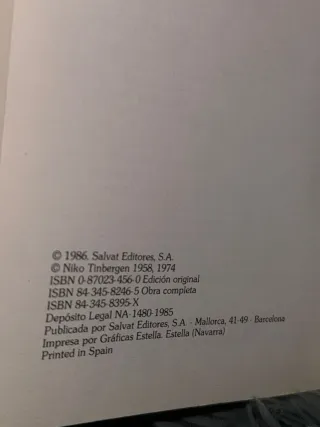 © 1986. Salvat Editores, S.A.
© Niko Tinbergen 1958, 1974
ISBN 0-87023-456-0 Edición original
ISBN 84-345-8246-5 Obra completa
ISBN 84-345-8395-X
Depósito Legal NA-1480-1985
Publicada por Salvat Editores, S.A. - Mallorca, 41-49 - Barcelona
Impresa por Gráficas Estella. Estella (Navarra)
Printed in Spain